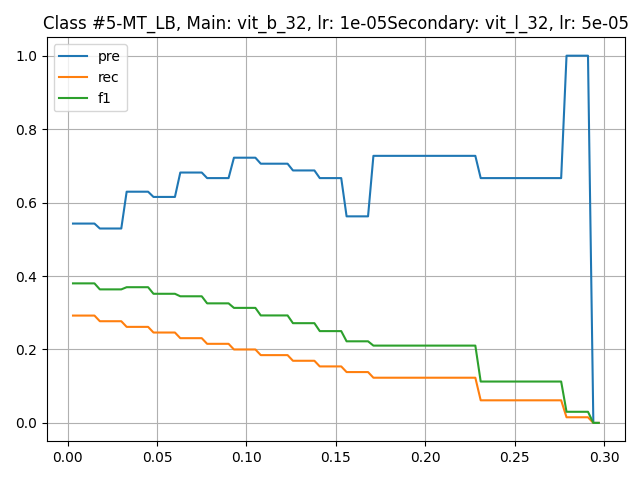 Class #5-MT_LB, Main: vit_b_32, lr: 1e-05Secondary: vit_l_32, lr: 5e-05
pre
rec
f1
1.0
0.8
0.6
0.4
0.2
0.0
0.00 0.05 0.10 0.15 0.20 0.25 0.30